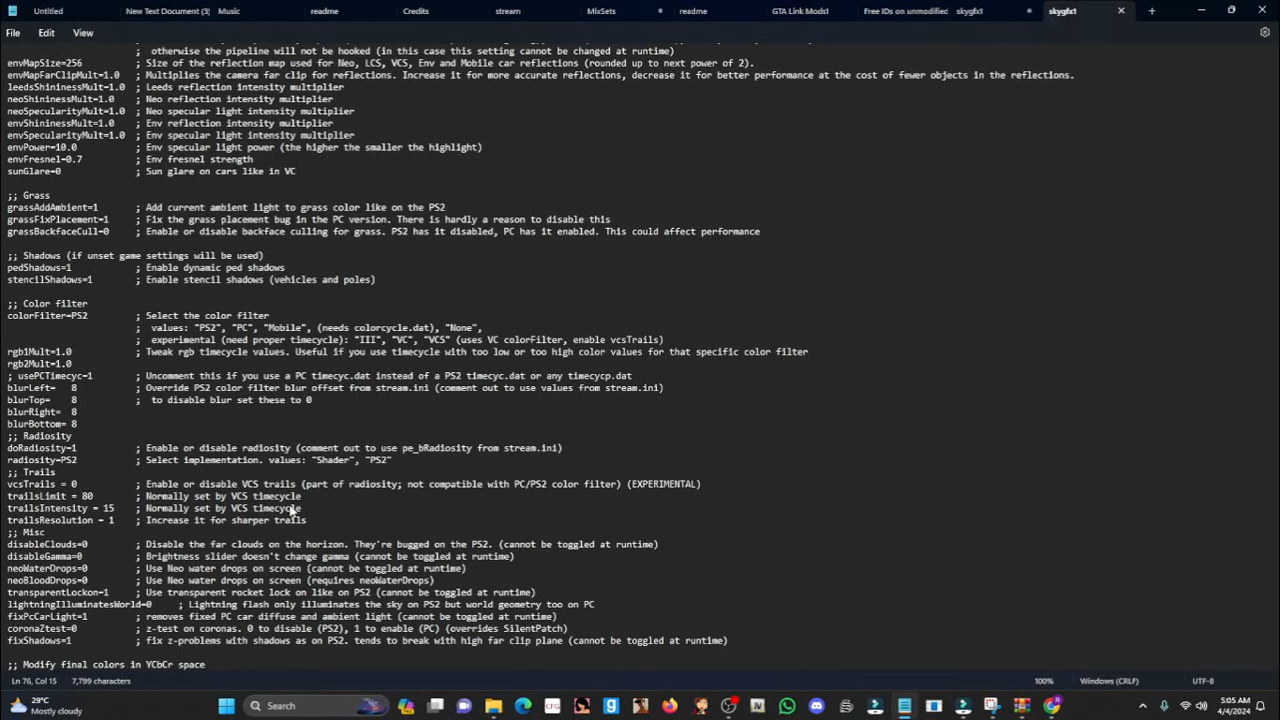 Untitled
New Text Document (3)
Music
readme
Credits
stream
MixSets
readme
GTA Link Mods1
Free IDs on unmodified
skygfx1
skygfx1
File Edit View
otherwise the pipeline will not be hooked (in this case this setting cannot be changed at runtime)
envMapSize=256 ; Size of the reflection map used for Neo, LCS, VCS, Env and Mobile car reflections (rounded up to next power of 2).
envMapFarClipMult=1.0 ; Multiplies the camera far clip for reflections. Increase it for more accurate reflections, decrease it for better performance at the cost of fewer objects in the reflections.
leedsShininessMult=1.0 ; Leeds reflection intensity multiplier
neoShininessMult=1.0 ; Neo reflection intensity multiplier
neoSpecularityMult=1.0 ; Neo specular light intensity multiplier
envShininessMult=1.0 ; Env reflection intensity multiplier
envSpecularityMult=1.0 ; Env specular light intensity multiplier
envPower=10.0 ; Env specular light power (the higher the smaller the highlight)
envFresnel=0.7 ; Env fresnel strength
sunGlare=0 ; Sun glare on cars like in VC
;; Grass
grassAddAmbient=1 ; Add current ambient light to grass color like on the PS2
grassFixPlacement=1 ; Fix the grass placement bug in the PC version. There is hardly a reason to disable this
grassBackfaceCull=0 ; Enable or disable backface culling for grass. PS2 has it disabled, PC has it enabled. This could affect performance
;; Shadows (if unset game settings will be used)
pedShadows=1 ; Enable dynamic ped shadows
stencilShadows=1 ; Enable stencil shadows (vehicles and poles)
;; Color filter
colorFilter=PS2 ; Select the color filter
; values: "PS2", "PC", "Mobile", (needs colorcycle.dat), "None",
; experimental (need proper timecycle): "III", "VC", "VCS" (uses VC colorFilter, enable vcsTrails)
rgb1Mult=1.0 ; Tweak rgb timecycle values. Useful if you use timecycle with too low or too high color values for that specific color filter
rgb2Mult=1.0
; usePCTimecyc=1 ; Uncomment this if you use a PC timecyc.dat instead of a PS2 timecyc.dat or any timecycp.dat
blurLeft= 8 ; Override PS2 color filter blur offset from stream.ini (comment out to use values from stream.ini)
blurTop= 8 ; to disable blur set these to 0
blurRight= 8
blurBottom= 8
;; Radiosity
doRadiosity=1 ; Enable or disable radiosity (comment out to use pe_bRadiosity from stream.ini)
radiosity=PS2 ; Select implementation. values: "Shader", "PS2"
;; Trails
vcsTrails = 0 ; Enable or disable VCS trails (part of radiosity; not compatible with PC/PS2 color filter) (EXPERIMENTAL)
trailsLimit = 80 ; Normally set by VCS timecycle
trailsIntensity = 15 ; Normally set by VCS timecycle
trailsResolution = 1 ; Increase it for sharper trails
;; Misc
disableClouds=0 ; Disable the far clouds on the horizon. They're bugged on the PS2. (cannot be toggled at runtime)
disableGamma=0 ; Brightness slider doesn't change gamma (cannot be toggled at runtime)
neoWaterDrops=0 ; Use Neo water drops on screen (cannot be toggled at runtime)
neoBloodDrops=0 ; Use Neo water drops on screen (requires neoWaterDrops)
transparentLockon=1 ; Use transparent rocket lock on like on PS2 (cannot be toggled at runtime)
lightningIlluminatesWorld=0 ; Lightning flash only illuminates the sky on PS2 but world geometry too on PC
fixPcCarLight=1 ; removes fixed PC car diffuse and ambient light (cannot be toggled at runtime)
coronaZtest=0 ; z-test on coronas. 0 to disable (PS2), 1 to enable (PC) (overrides SilentPatch)
fixShadows=1 ; fix z-problems with shadows as on PS2. tends to break with high far clip plane (cannot be toggled at runtime)
;; Modify final colors in YCbCr space
Ln 76, Col 15
7,799 characters
100%
Windows (CRLF)
UTF-8
29°C
Mostly cloudy
Search
CFG
5:05 AM
4/4/2024